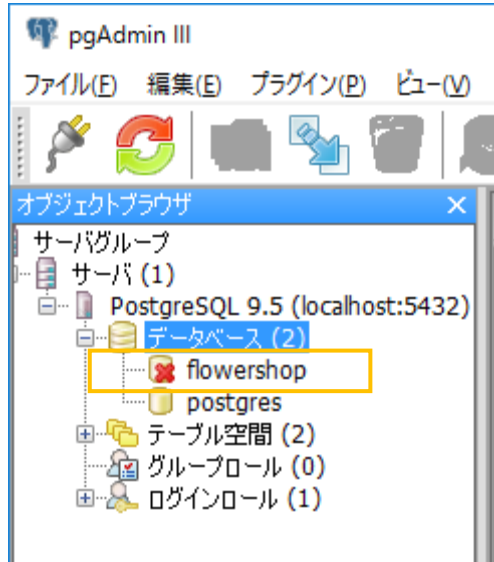 pgAdmin III
ファイル(F) 編集(E) プラグイン(P) ビュー(V)
オブジェクトブラウザ
サーバグループ
サーバ (1)
PostgreSQL 9.5 (localhost:5432)
データベース (2)
flowershop
postgres
テーブル空間 (2)
グループロール (0)
ログインロール (1)